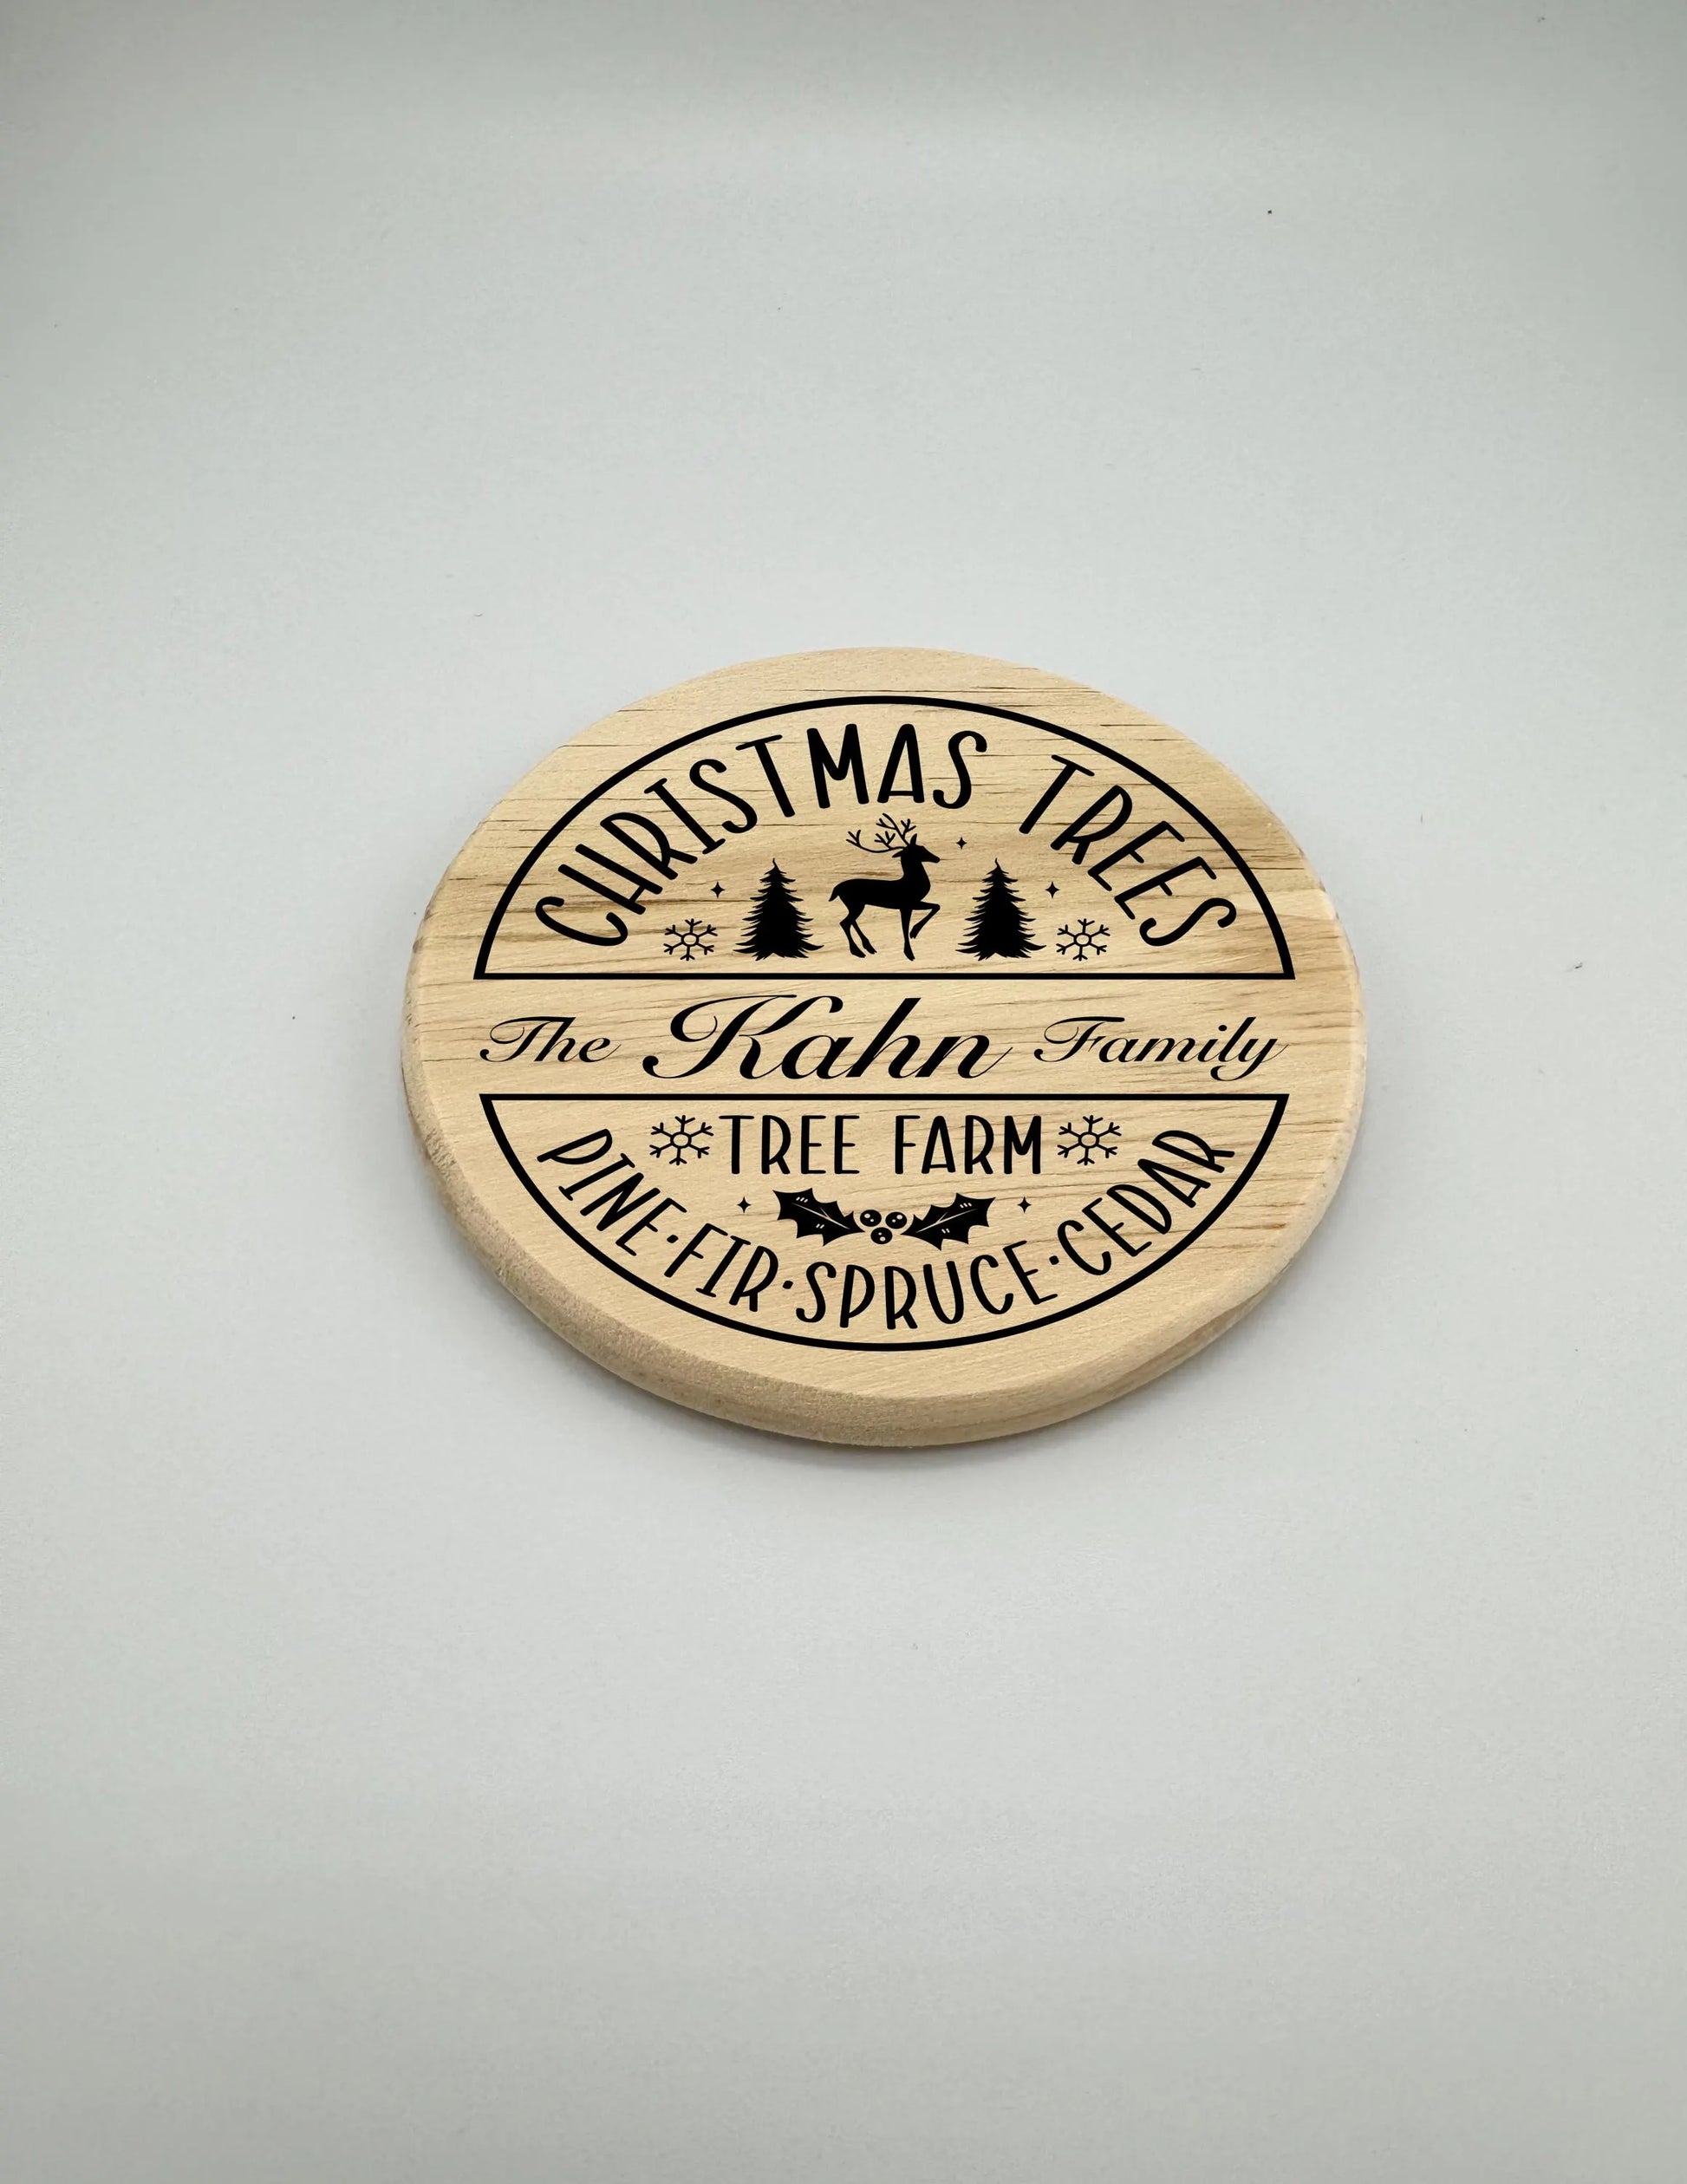 CHRISTMAS TREES
The Kahn Family
TREE FARM
PINE·FIR·SPRUCE·CEDAR